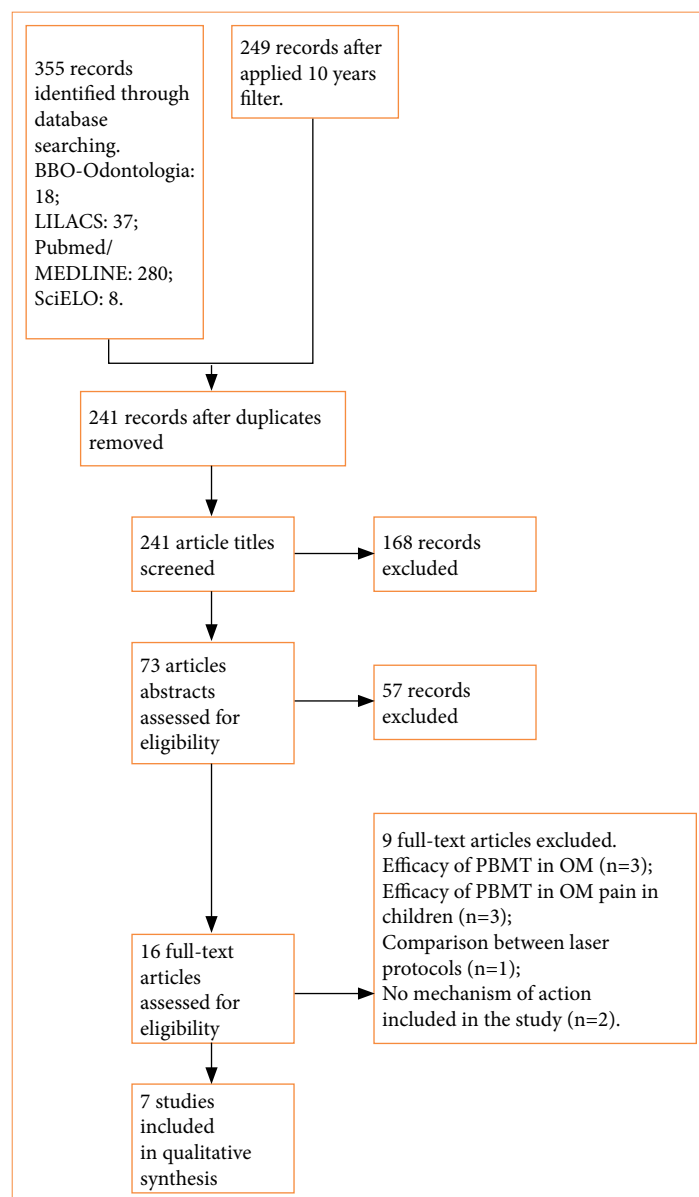 355 records
identified through
database
searching.
BBO-Odontologia:
18;
LILACS: 37;
Pubmed/
MEDLINE: 280;
SciELO: 8.
249 records after
applied 10 years
filter.
241 records after duplicates
removed
241 article titles
screened
168 records
excluded
73 articles
abstracts
assessed for
eligibility
57 records
excluded
16 full-text
articles
assessed for
eligibility
9 full-text articles excluded.
Efficacy of PBMT in OM (n=3);
Efficacy of PBMT in OM pain in
children (n=3);
Comparison between laser
protocols (n=1);
No mechanism of action
included in the study (n=2).
7 studies
included
in qualitative
synthesis